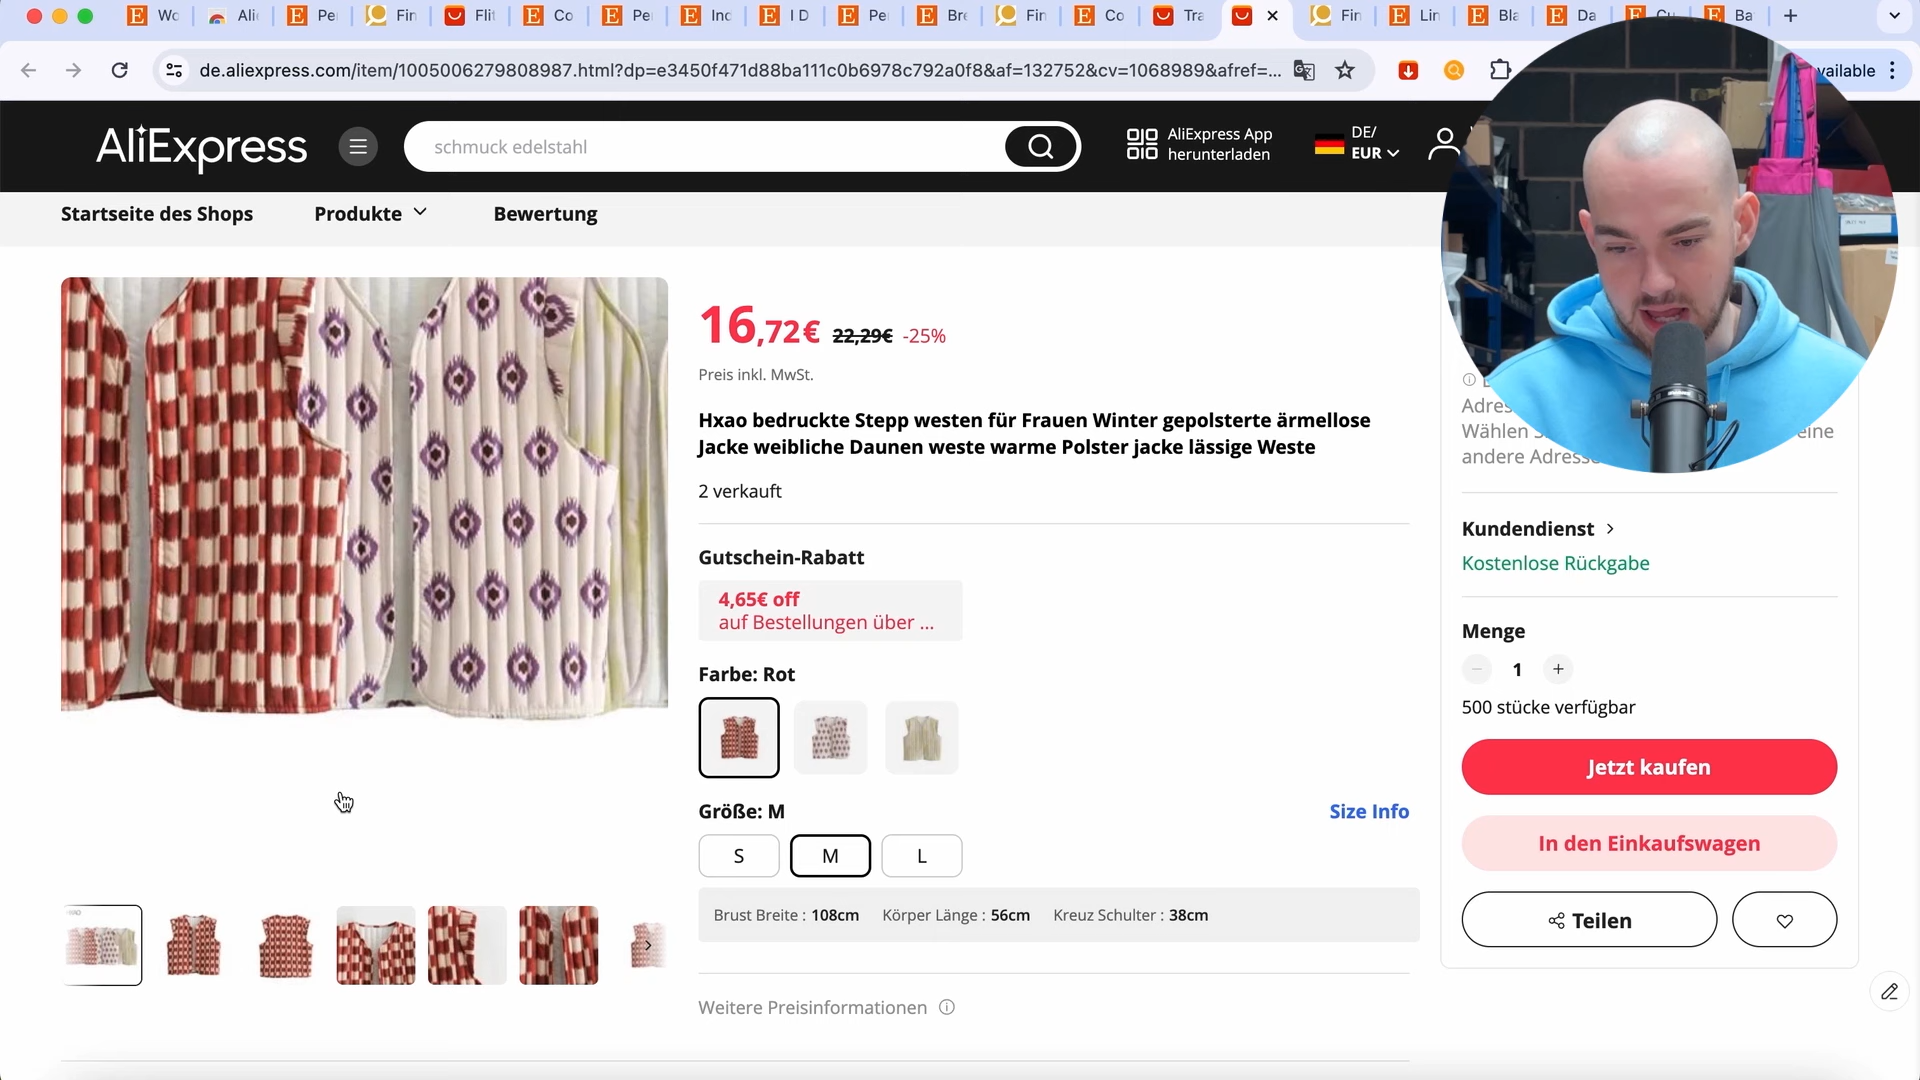 Wo
Ali
Pe
Fin
Flit
Co
Pe
Ind
I D
Pe
Bre
Fin
Co
Tra
Fin
Lin
Bla
Da
Cu
Ba
de.aliexpress.com/item/1005006279808987.html?dp=e3450f471d88ba111c0b6978c792a0f8&af=132752&cv=1068989&afref=...
vailable
AliExpress
schmuck edelstahl
AliExpress App
herunterladen
DE/
EUR
Startseite des Shops
Produkte
Bewertung
16,72€ 22,29€ -25%
Preis inkl. MwSt.
Hxao bedruckte Stepp westen für Frauen Winter gepolsterte ärmellose
Jacke weibliche Daunen weste warme Polster jacke lässige Weste
2 verkauft
Gutschein-Rabatt
4,65€ off
auf Bestellungen über ...
Farbe: Rot
Größe: M
Size Info
S
M
L
Brust Breite : 108cm Körper Länge : 56cm Kreuz Schulter : 38cm
Weitere Preisinformationen
Adres
Wählen S eine
andere Adresse
Kundendienst
Kostenlose Rückgabe
Menge
1
500 stücke verfügbar
Jetzt kaufen
In den Einkaufswagen
Teilen